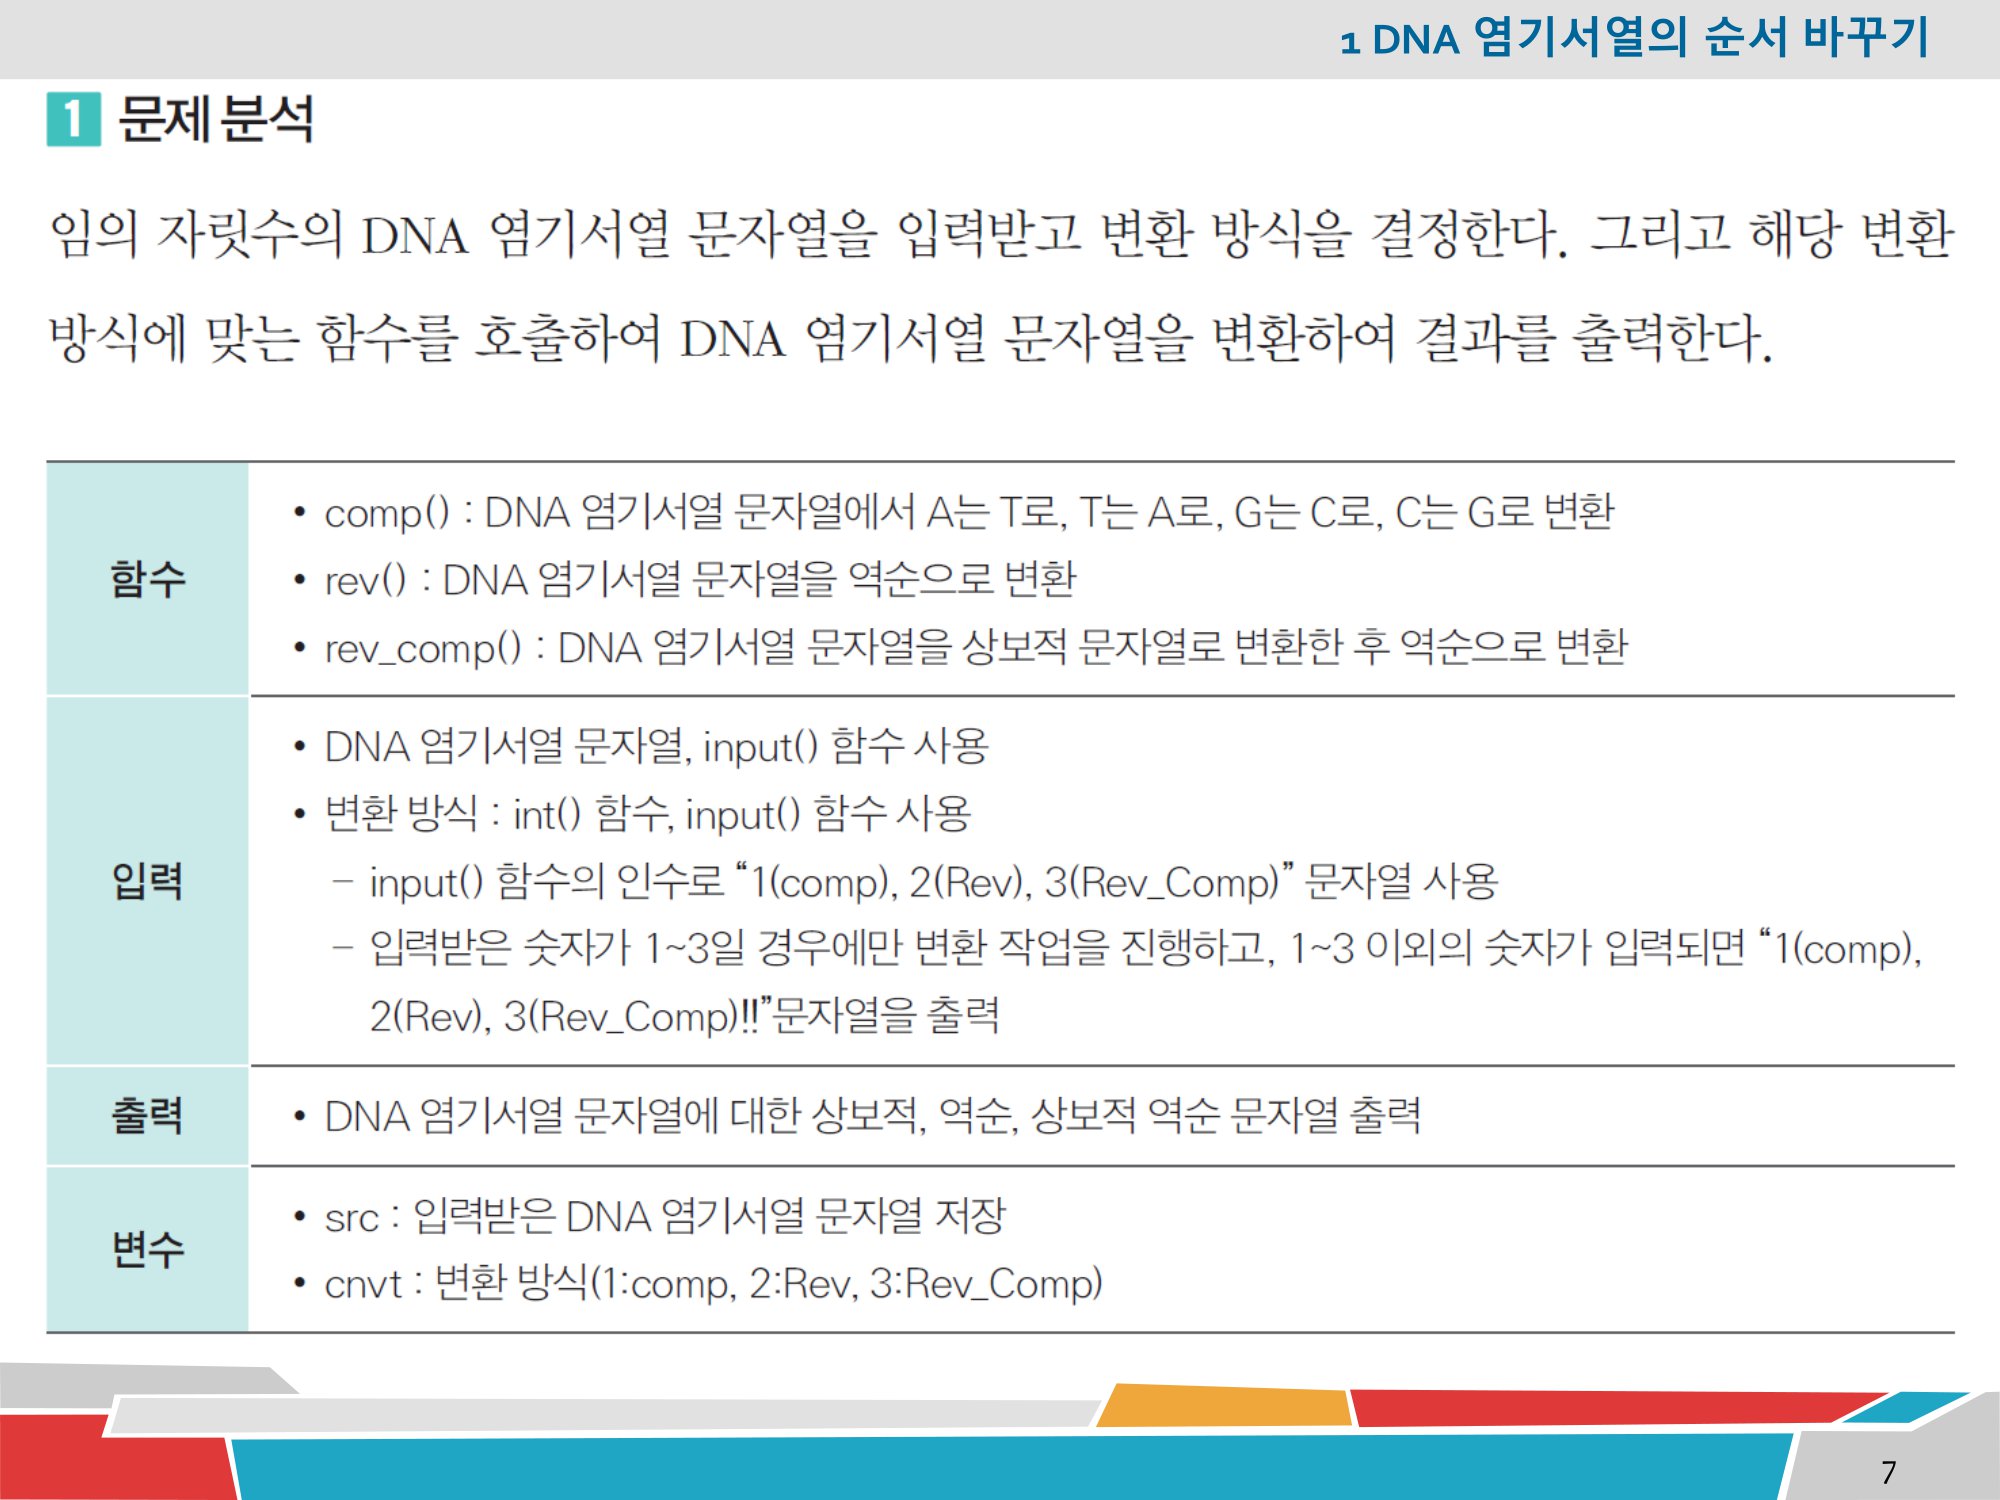 1 DNA 염기서열의 순서 바꾸기
1 문제 분석
임의 자릿수의 DNA 염기서열 문자열을 입력받고 변환 방식을 결정한다. 그리고 해당 변환
방식에 맞는 함수를 호출하여 DNA 염기서열 문자열을 변환하여 결과를 출력한다.
함수
• comp() : DNA 염기서열 문자열에서 A는 T로, T는 A로, G는 C로, C는 G로 변환
• rev() : DNA 염기서열 문자열을 역순으로 변환
• rev_comp() : DNA 염기서열 문자열을 상보적 문자열로 변환한 후 역순으로 변환
입력
• DNA 염기서열 문자열, input() 함수 사용
• 변환 방식 : int() 함수, input() 함수 사용
– input() 함수의 인수로 “1(comp), 2(Rev), 3(Rev_Comp)” 문자열 사용
– 입력받은 숫자가 1~3일 경우에만 변환 작업을 진행하고, 1~3 이외의 숫자가 입력되면 “1(comp),
2(Rev), 3(Rev_Comp)!!”문자열을 출력
출력
• DNA 염기서열 문자열에 대한 상보적, 역순, 상보적 역순 문자열 출력
변수
• src : 입력받은 DNA 염기서열 문자열 저장
• cnvt : 변환 방식(1:comp, 2:Rev, 3:Rev_Comp)
7